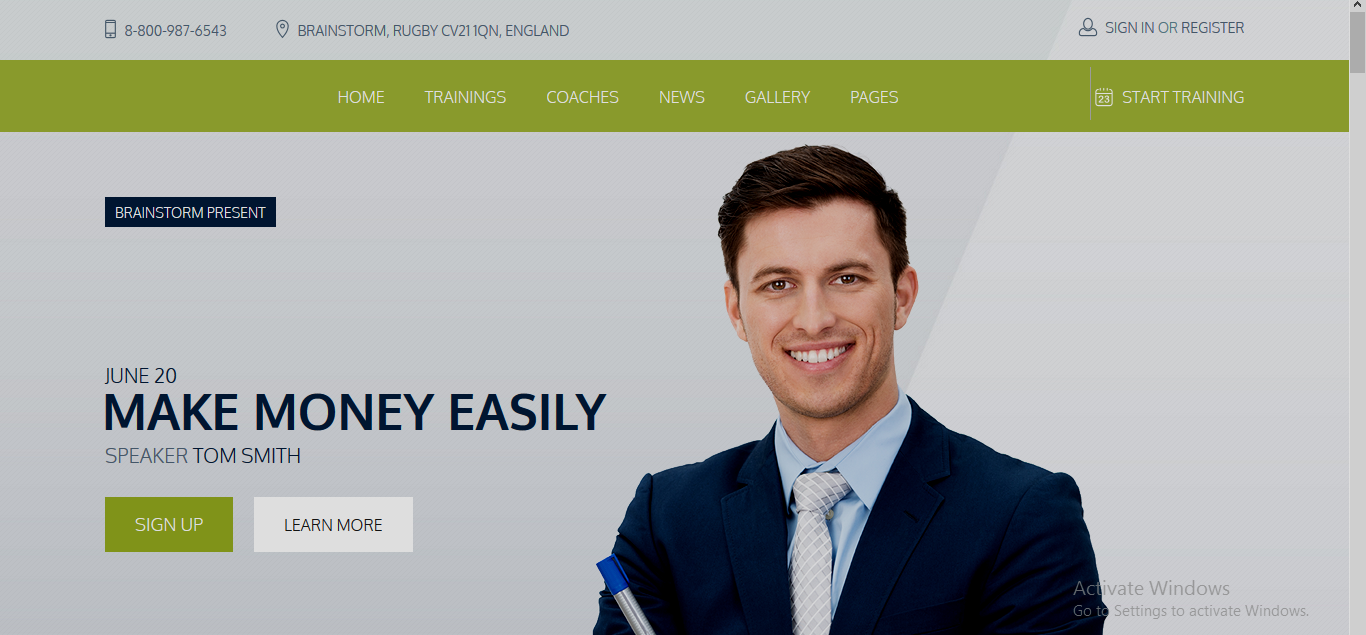 8-800-987-6543
BRAINSTORM, RUGBY CV21 1QN, ENGLAND
SIGN IN OR REGISTER
HOME
TRAININGS
COACHES
NEWS
GALLERY
PAGES
23
START TRAINING
BRAINSTORM PRESENT
JUNE 20
MAKE MONEY EASILY
SPEAKER TOM SMITH
SIGN UP
LEARN MORE
Activate Windows
Go to Settings to activate Windows.